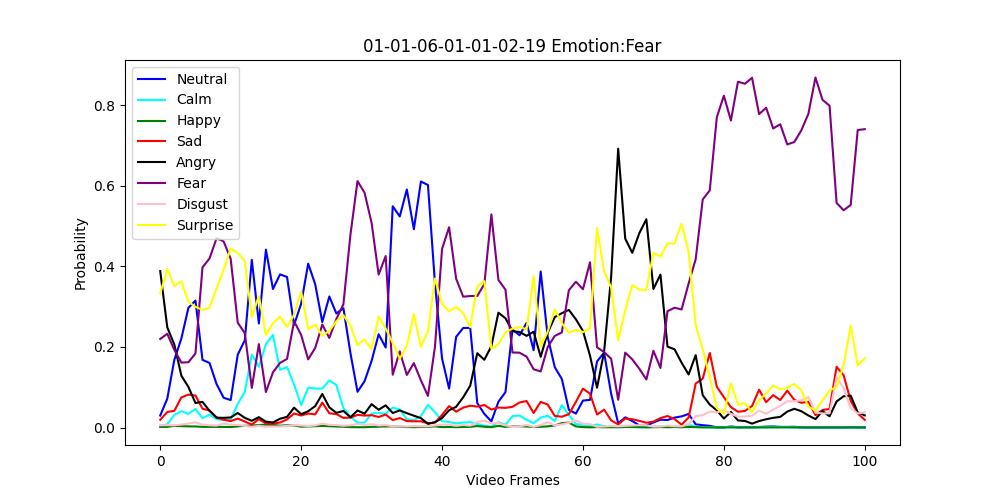 01-01-06-01-01-02-19 Emotion:Fear
Neutral
Calm
Happy
Sad
Angry
Fear
Disgust
Surprise
Probability
0.8
0.6
0.4
0.2
0.0
0 20 40 60 80 100
Video Frames